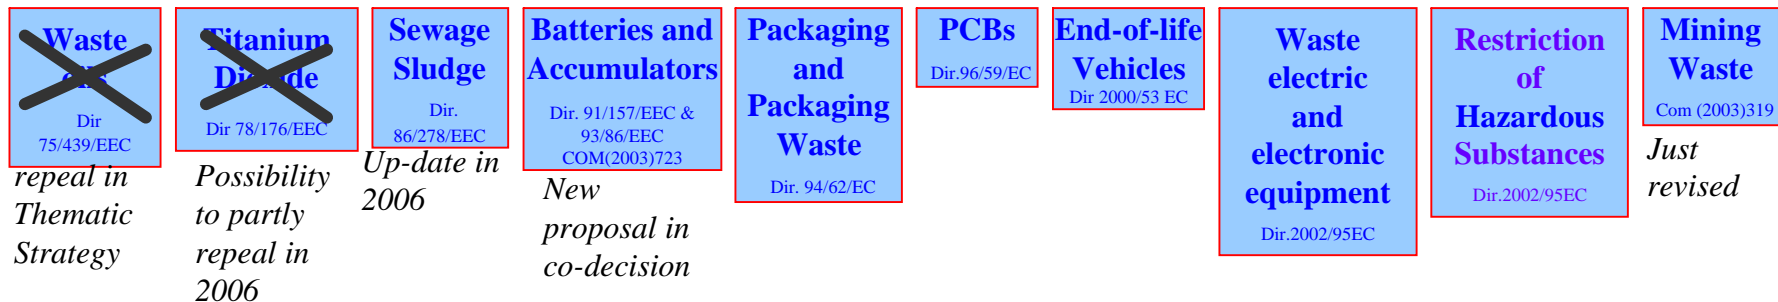 Waste
oils
Dir
75/439/EEC
repeal in
Thematic
Strategy
Titanium
Dioxide
Dir 78/176/EEC
Possibility
to partly
repeal in
2006
Sewage
Sludge
Dir.
86/278/EEC
Up-date in
2006
Batteries and
Accumulators
Dir. 91/157/EEC &
93/86/EEC
COM(2003)723
New
proposal in
co-decision
Packaging
and
Packaging
Waste
Dir. 94/62/EC
PCBs
Dir.96/59/EC
End-of-life
Vehicles
Dir 2000/53 EC
Waste
electric
and
electronic
equipment
Dir.2002/95EC
Restriction
of
Hazardous
Substances
Dir.2002/95EC
Mining
Waste
Com (2003)319
Just
revised